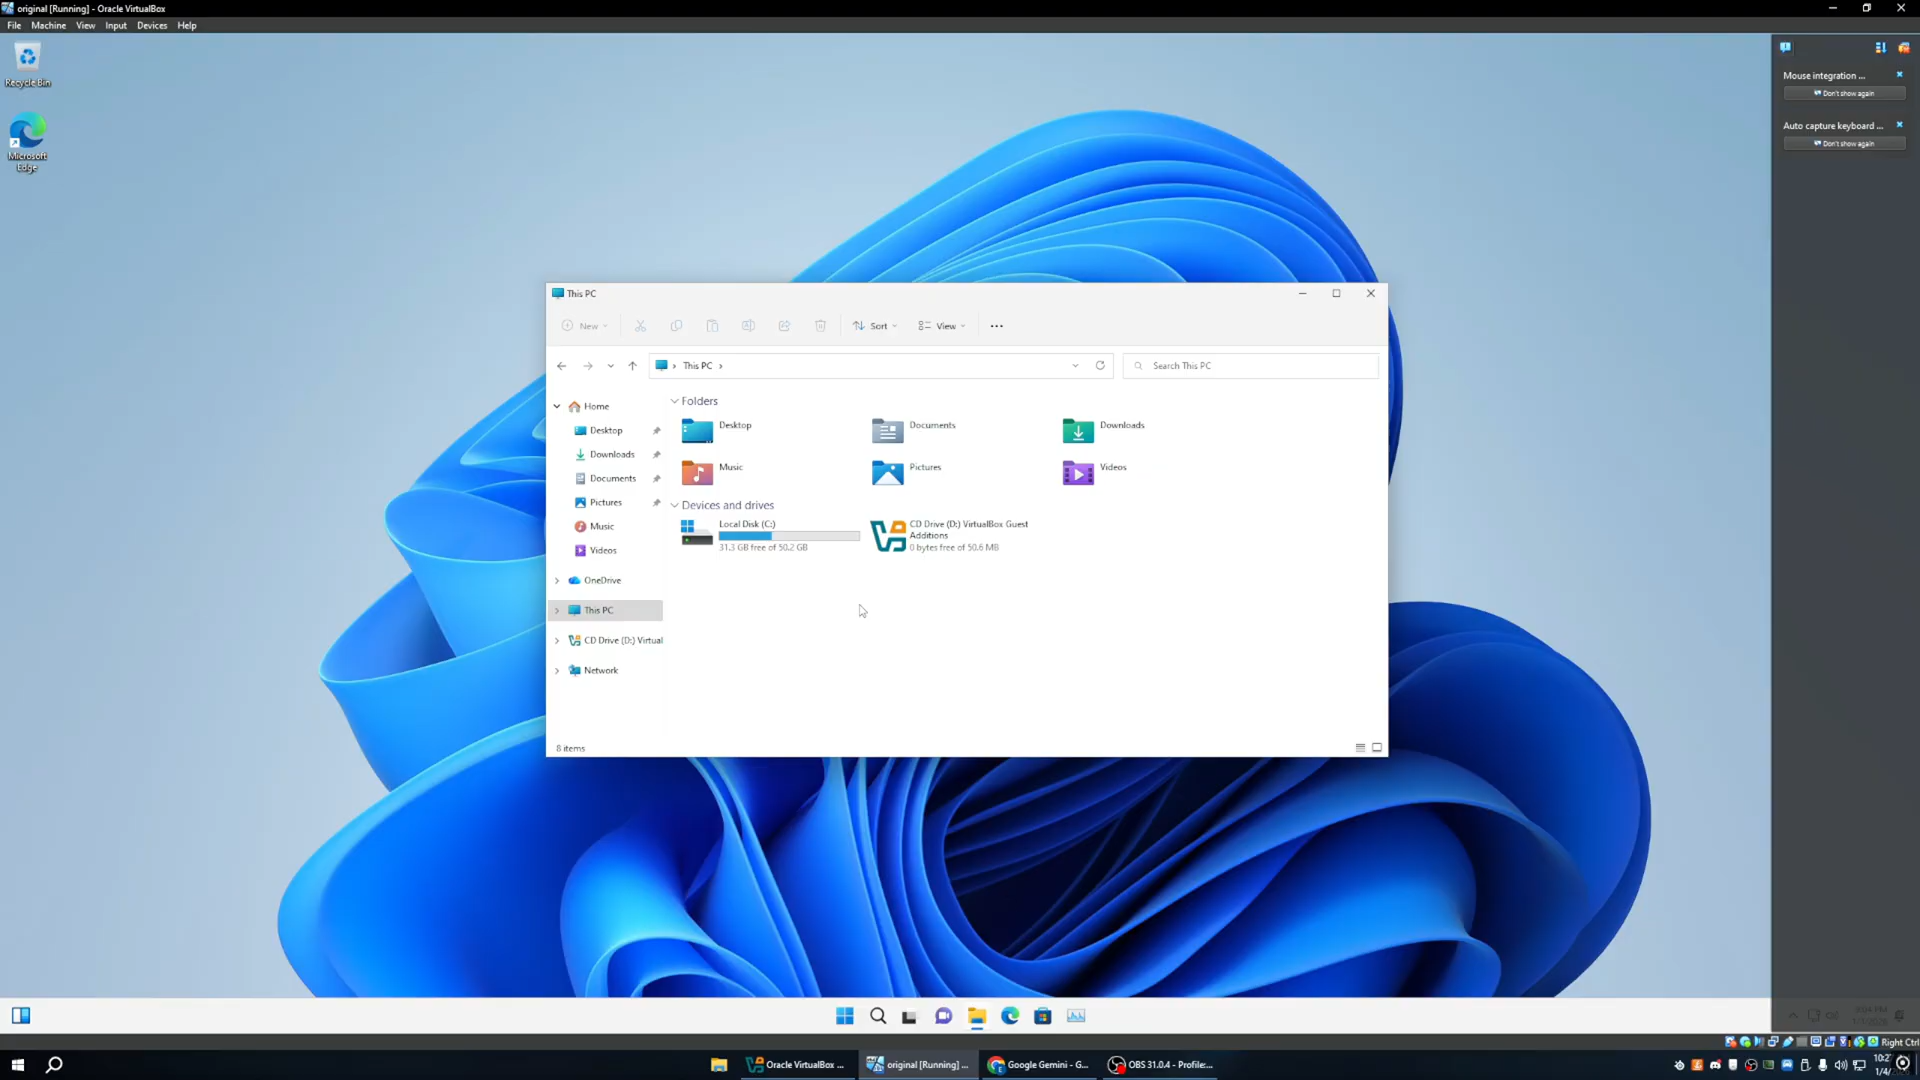 original [Running] - Oracle VirtualBox
File Machine View Input Devices Help
Recycle Bin
Microsoft
Edge
Mouse integration ...
Don't show again
Auto capture keyboard ...
Don't show again
This PC
New
Sort
View
This PC
Search This PC
Home
Desktop
Downloads
Documents
Pictures
Music
Videos
OneDrive
This PC
CD Drive (D:) Virtual
Network
Folders
Desktop
Documents
Downloads
Music
Pictures
Videos
Devices and drives
Local Disk (C:)
31.3 GB free of 50.2 GB
CD Drive (D:) VirtualBox Guest
Additions
0 bytes free of 50.6 MB
8 items
Right Ctrl
Oracle VirtualBox ...
original [Running] ...
Google Gemini - G...
OBS 31.0.4 - Profile:...